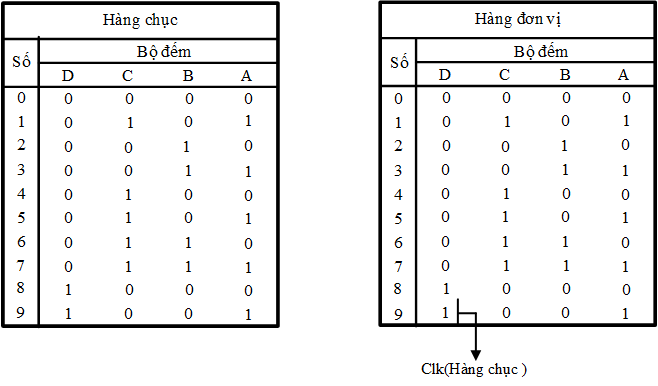 Hàng chục
Số Bộ đếm
D C B A
0 0 0 0 0
1 0 1 0 1
2 0 0 1 0
3 0 0 1 1
4 0 1 0 0
5 0 1 0 1
6 0 1 1 0
7 0 1 1 1
8 1 0 0 0
9 1 0 0 1
Hàng đơn vị
Số Bộ đếm
D C B A
0 0 0 0 0
1 0 1 0 1
2 0 0 1 0
3 0 0 1 1
4 0 1 0 0
5 0 1 0 1
6 0 1 1 0
7 0 1 1 1
8 1 0 0 0
9 1 0 0 1
Clk(Hàng chục )